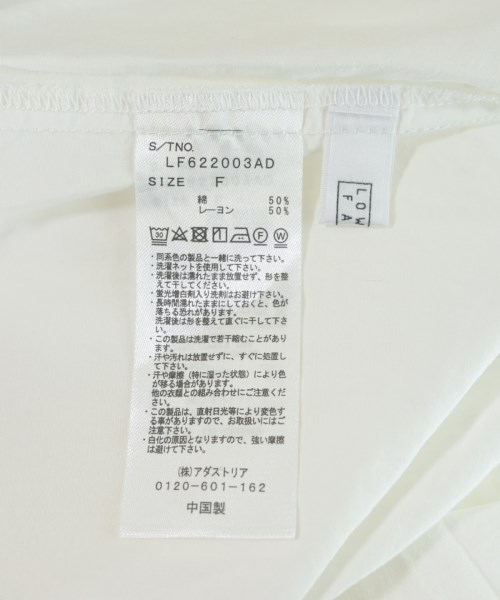 S/TNO.
LF622003AD
SIZE F
綿 50%
レーヨン 50%
30 F W
・同系色の製品と一緒に洗って下さい。
・洗濯ネットを使用して下さい。
・洗濯後は濡れたまま放置せず、形を整
えて干してください。
・蛍光増白剤入り洗剤はお避け下さい。
・長時間濡れたままにしておくと、色が
落ちる恐れがあります。
洗濯後は形を整えて直ぐに干して下さ
い。
・この製品は洗濯で若干縮むことがあり
ます。
・汗や汚れは放置せずに、すぐに処置し
て下さい。
・汗や摩擦（特に湿った状態）により色
が移る場合があります。
他の衣類との組み合わせにご注意くだ
さい。
・この製品は、直射日光等により変色す
る事がありますので、お取扱いにはご
注意下さい。
・白化の原因となりますので、強い摩擦
は避けて下さい。
(株)アダストリア
0120-601-162
中国製
LOW
FA